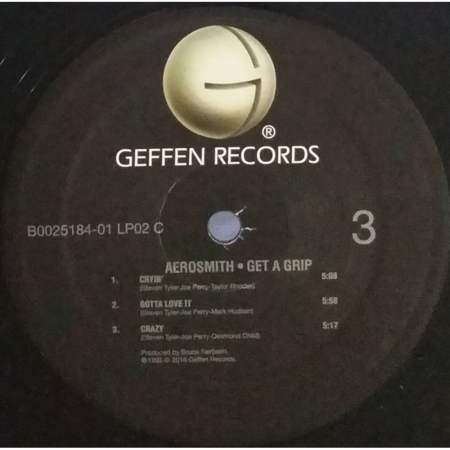 ®
GEFFEN RECORDS
B0025184-01 LP02 C
3
AEROSMITH • GET A GRIP
1. CRYIN' 5:08
(Steven Tyler-Joe Perry-Taylor Rhodes)
2. GOTTA LOVE IT 5:58
(Steven Tyler-Joe Perry-Mark Hudson)
3. CRAZY 5:17
(Steven Tyler-Joe Perry-Desmond Child)
Produced by Bruce Fairbairn.
℗ 1993 © 2016 Geffen Records.